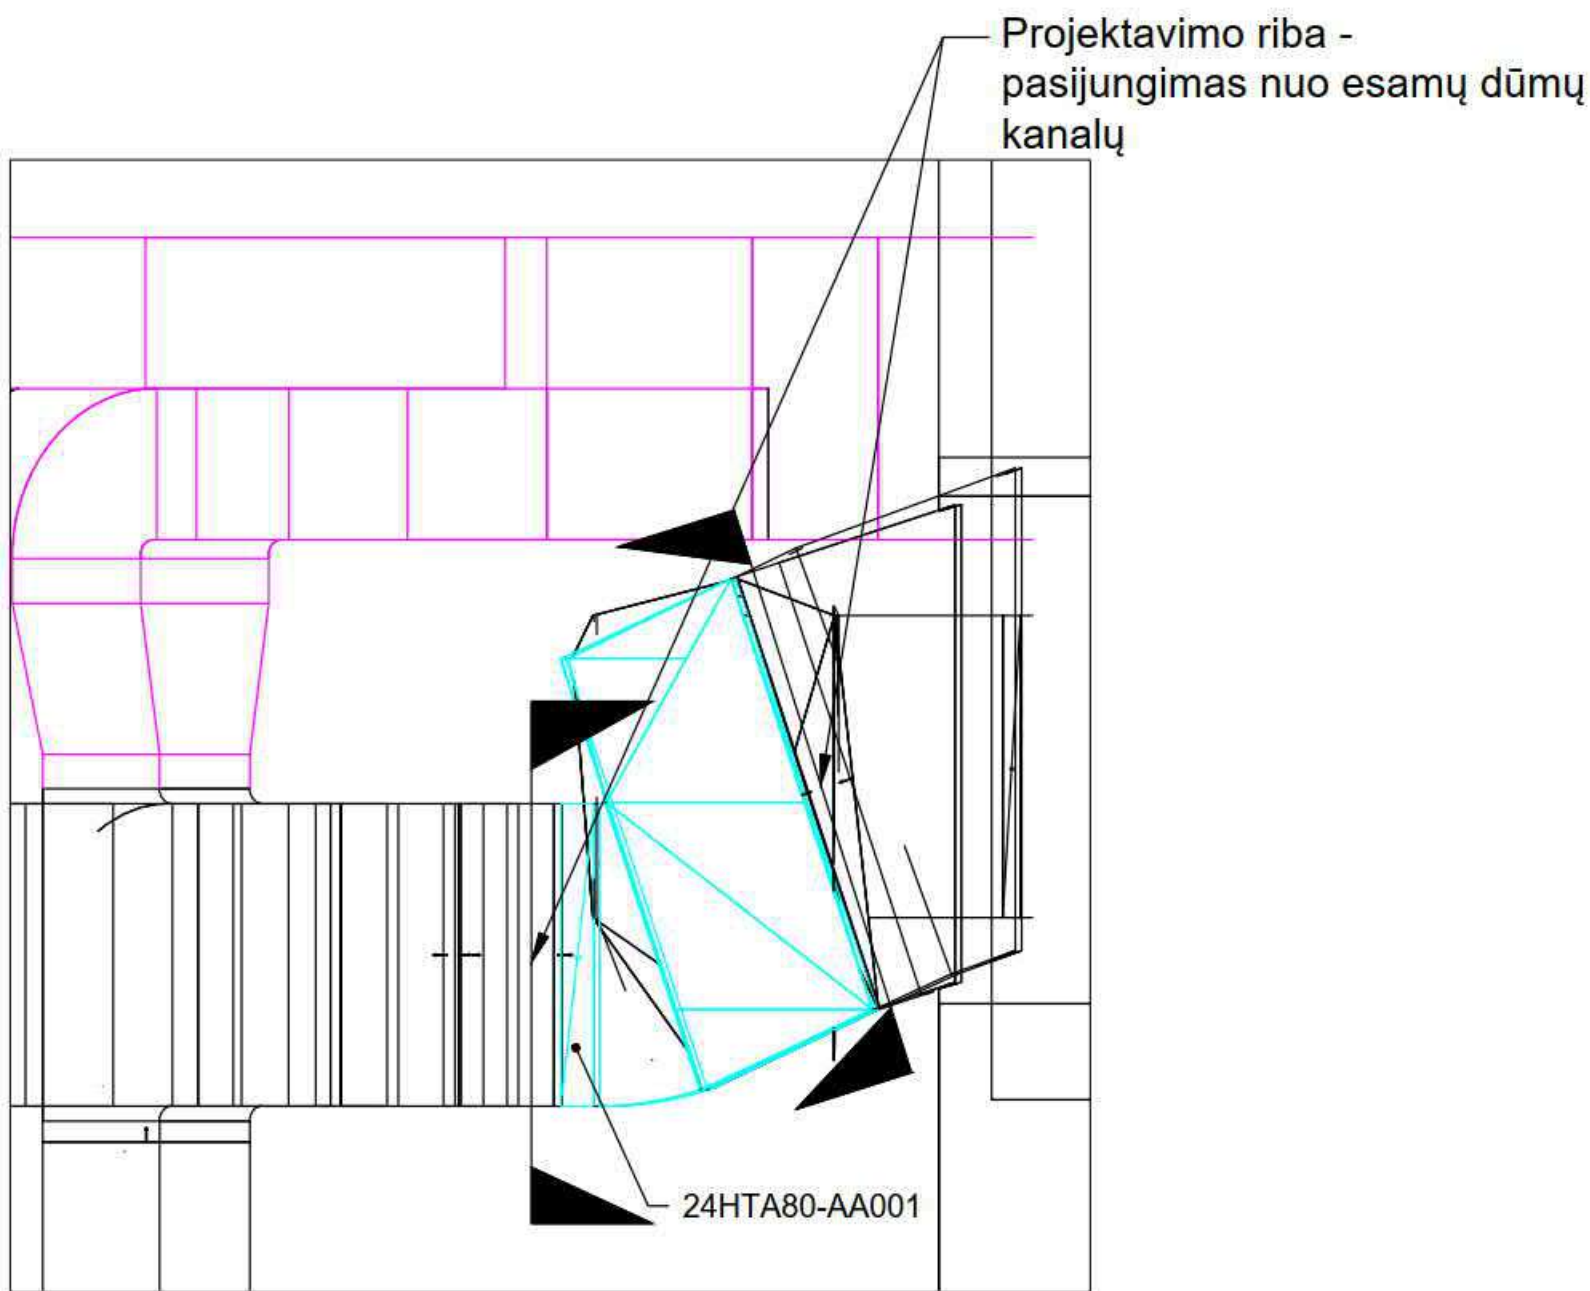 Projektavimo riba -
pasijungimas nuo esamų dūmų
kanalų
24HTA80-AA001